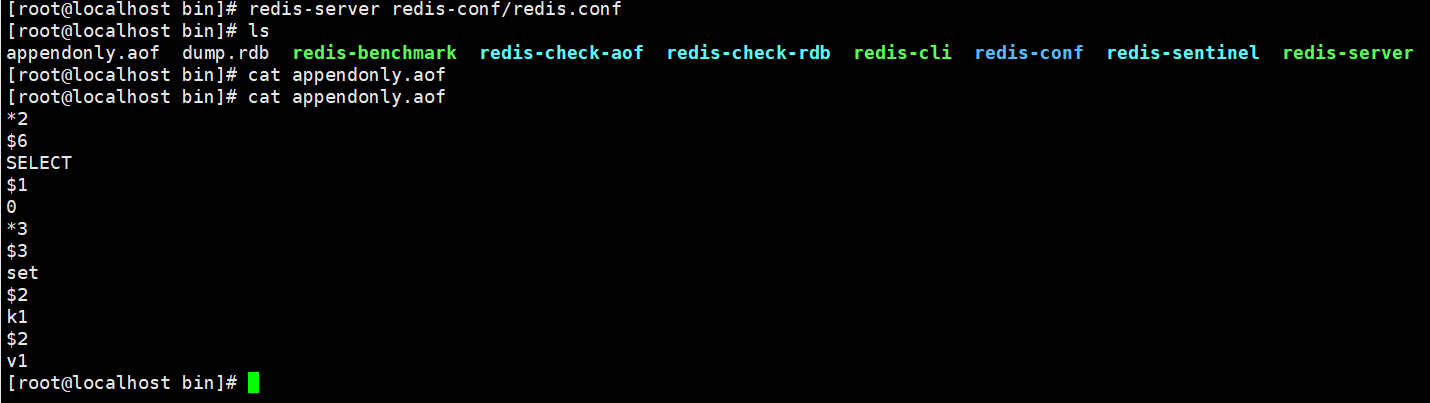 [root@localhost bin]# redis-server redis-conf/redis.conf
[root@localhost bin]# ls
appendonly.aof  dump.rdb  redis-benchmark  redis-check-aof  redis-check-rdb  redis-cli  redis-conf  redis-sentinel  redis-server
[root@localhost bin]# cat appendonly.aof
[root@localhost bin]# cat appendonly.aof
*2
$6
SELECT
$1
0
*3
$3
set
$2
k1
$2
v1
[root@localhost bin]#